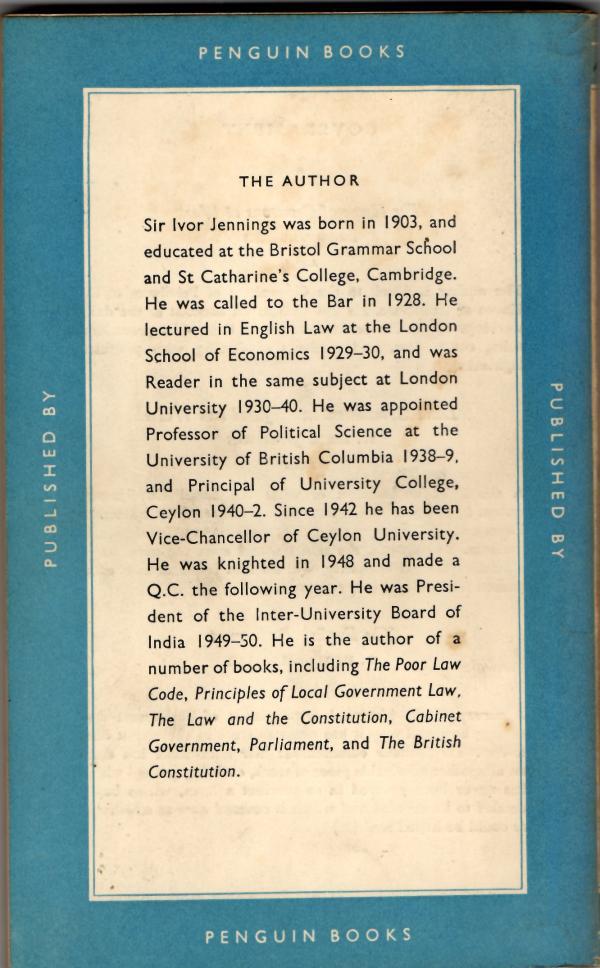 PENGUIN BOOKS
THE AUTHOR
Sir Ivor Jennings was born in 1903, and
educated at the Bristol Grammar School
and St Catharine's College, Cambridge.
He was called to the Bar in 1928. He
lectured in English Law at the London
School of Economics 1929–30, and was
Reader in the same subject at London
University 1930–40. He was appointed
Professor of Political Science at the
University of British Columbia 1938–9,
and Principal of University College,
Ceylon 1940–2. Since 1942 he has been
Vice-Chancellor of Ceylon University.
He was knighted in 1948 and made a
Q.C. the following year. He was Presi-
dent of the Inter-University Board of
India 1949–50. He is the author of a
number of books, including The Poor Law
Code, Principles of Local Government Law,
The Law and the Constitution, Cabinet
Government, Parliament, and The British
Constitution.
PUBLISHED BY
PUBLISHED BY
PENGUIN BOOKS